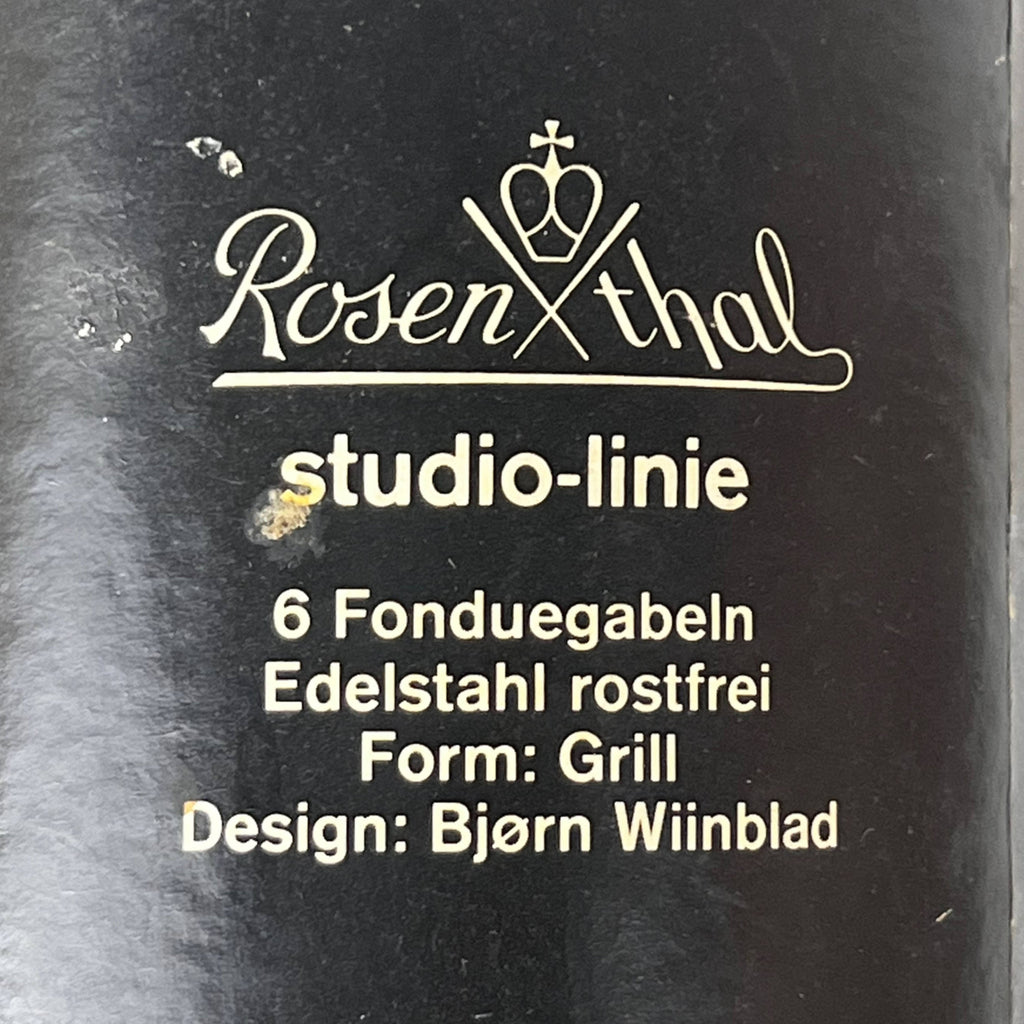 Rosenthal
studio-linie
6 Fonduegabeln
Edelstahl rostfrei
Form: Grill
Design: Bjørn Wiinblad